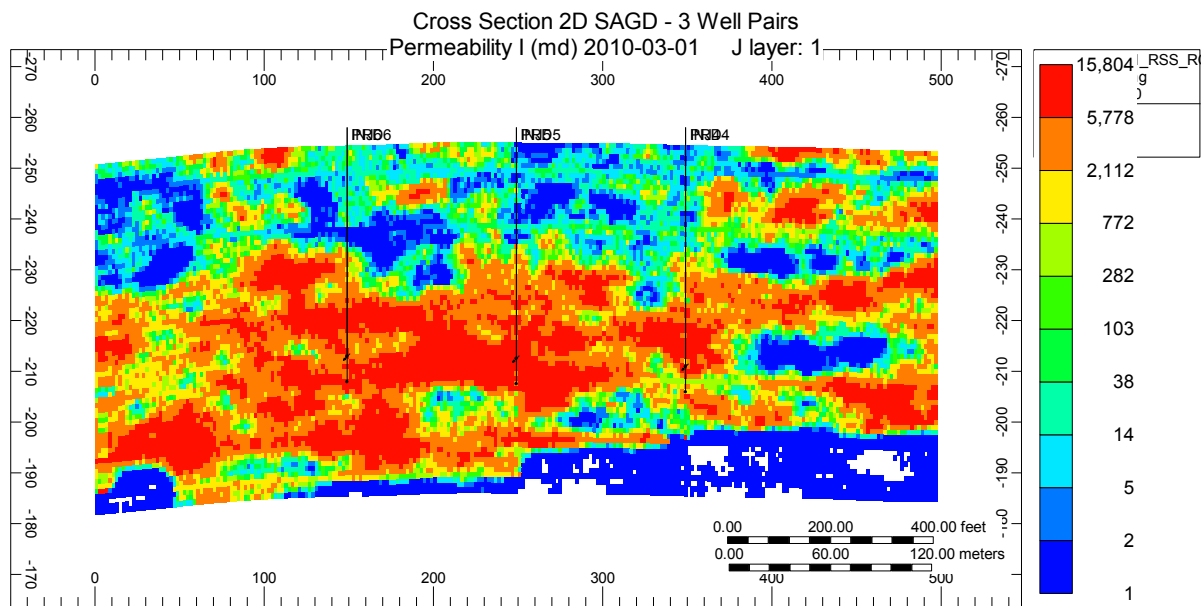 Cross Section 2D SAGD - 3 Well Pairs
Permeability I (md) 2010-03-01 J layer: 1
0 100 200 300 400 500
-270 -260 -250 -240 -230 -220 -210 -200 -190 -180 -170
-270 -260 -250 -240 -230 -220 -210 -200 -190
-170
0.00 200.00 400.00 feet
0.00 60.00 120.00 meters
0 100 200 300 400 500
15,804
5,778
2,112
772
282
103
38
14
5
2
1